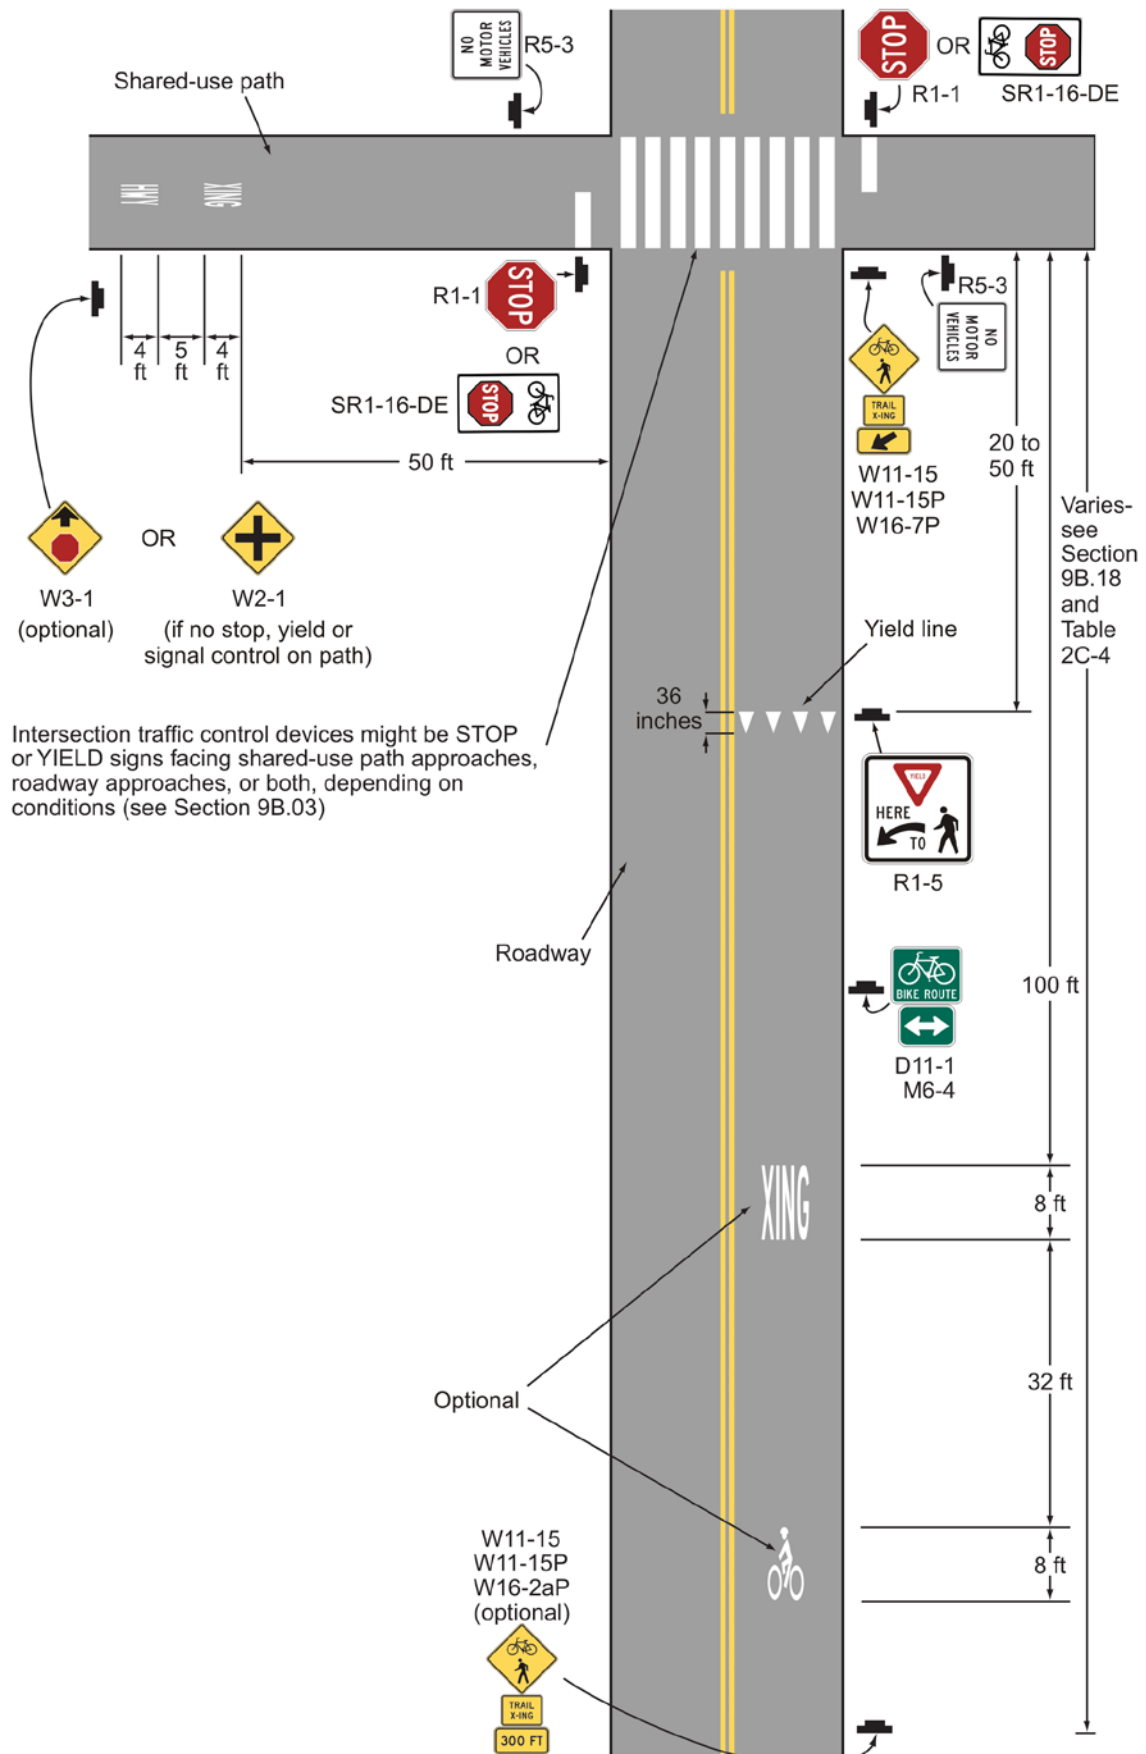 NO
MOTOR
VEHICLES
R5-3
STOP
OR
STOP
R1-1
SR1-16-DE
Shared-use path
HWY
XING
R1-1
STOP
OR
SR1-16-DE
STOP
4
ft
5
ft
4
ft
50 ft
R5-3
NO
MOTOR
VEHICLES
TRAIL
X-ING
W11-15
W11-15P
W16-7P
20 to
50 ft
Varies-
see
Section
9B.18
and
Table
2C-4
OR
W3-1
(optional)
W2-1
(if no stop, yield or
signal control on path)
Yield line
36
inches
Intersection traffic control devices might be STOP
or YIELD signs facing shared-use path approaches,
roadway approaches, or both, depending on
conditions (see Section 9B.03)
YIELD
HERE
TO
R1-5
Roadway
BIKE ROUTE
D11-1
M6-4
100 ft
XING
8 ft
32 ft
Optional
8 ft
W11-15
W11-15P
W16-2aP
(optional)
TRAIL
X-ING
300 FT